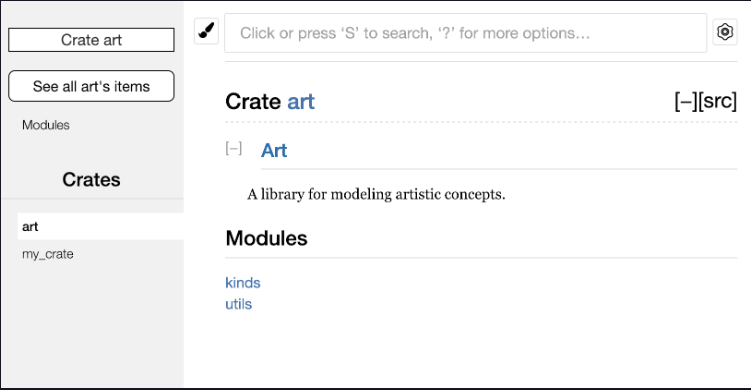 Crate art
See all art's items
Modules
Crates
art
my_crate
Click or press ‘S’ to search, ‘?’ for more options…
Crate art
[−][src]
[−] Art
A library for modeling artistic concepts.
Modules
kinds
utils